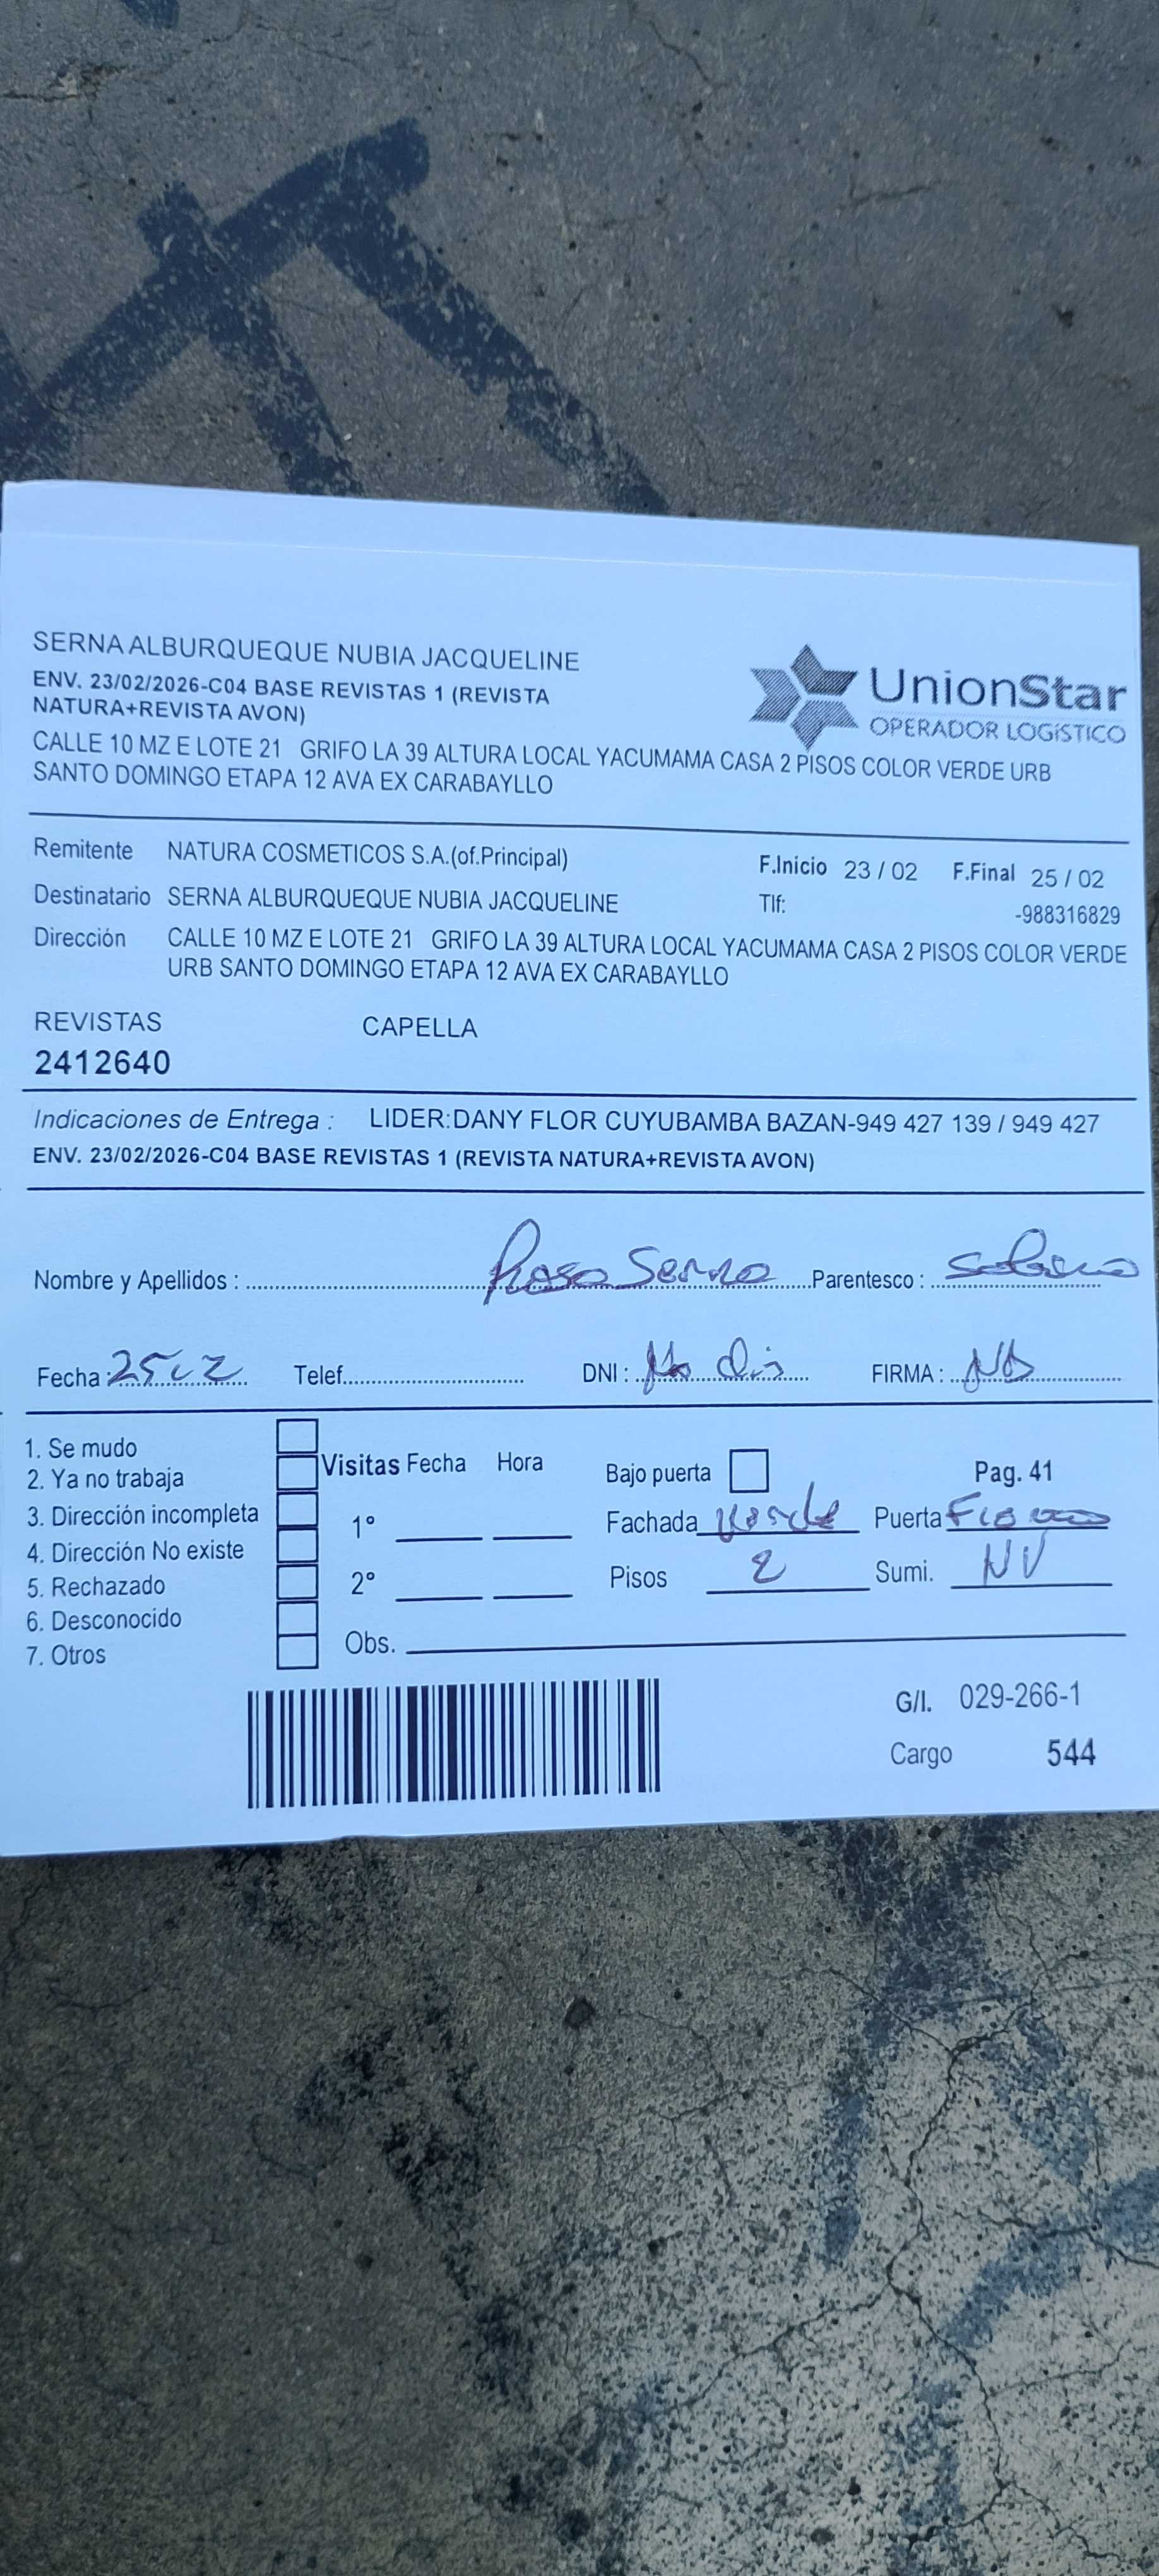 SERNA ALBURQUEQUE NUBIA JACQUELINE
ENV. 23/02/2026-C04 BASE REVISTAS 1 (REVISTA
NATURA+REVISTA AVON)
UnionStar
OPERADOR LOGíSTICO
CALLE 10 MZ E LOTE 21 GRIFO LA 39 ALTURA LOCAL YACUMAMA CASA 2 PISOS COLOR VERDE URB
SANTO DOMINGO ETAPA 12 AVA EX CARABAYLLO
Remitente NATURA COSMETICOS S.A.(of.Principal) F.Inicio 23 / 02 F.Final 25 / 02
Destinatario SERNA ALBURQUEQUE NUBIA JACQUELINE Tlf: -988316829
Dirección CALLE 10 MZ E LOTE 21 GRIFO LA 39 ALTURA LOCAL YACUMAMA CASA 2 PISOS COLOR VERDE
URB SANTO DOMINGO ETAPA 12 AVA EX CARABAYLLO
REVISTAS CAPELLA
2412640
Indicaciones de Entrega : LIDER:DANY FLOR CUYUBAMBA BAZAN-949 427 139 / 949 427
ENV. 23/02/2026-C04 BASE REVISTAS 1 (REVISTA NATURA+REVISTA AVON)
Nombre y Apellidos : Rosa Serna Parentesco :
Fecha : Telef. DNI : No dio FIRMA : ND
1. Se mudo
2. Ya no trabaja
3. Dirección incompleta
4. Dirección No existe
5. Rechazado
6. Desconocido
7. Otros
Visitas Fecha Hora
1°
2°
Obs.
Bajo puerta Pag. 41
Fachada Verde Puerta
Pisos 2 Sumi. NV
G/I. 029-266-1
Cargo 544